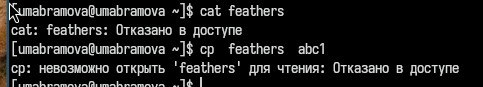 [umabramova@umabramova ~]$ cat feathers
cat: feathers: Отказано в доступе
[umabramova@umabramova ~]$ cp  feathers  abc1
cp: невозможно открыть 'feathers' для чтения: Отказано в доступе
[umabramova@umabramova ~]$